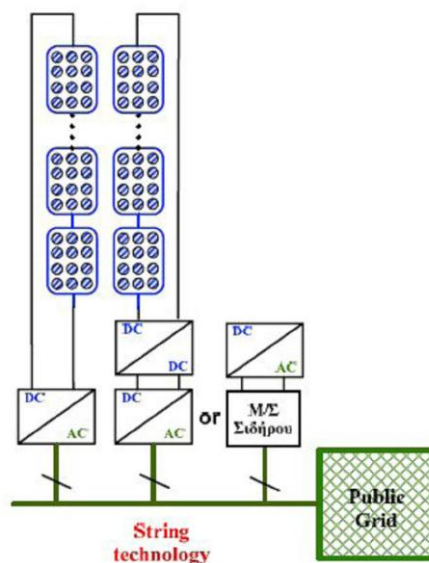 DC
DC
DC
AC
DC
AC
DC
AC
or
Μ/Σ
Σιδήρου
Public
Grid
String
technology